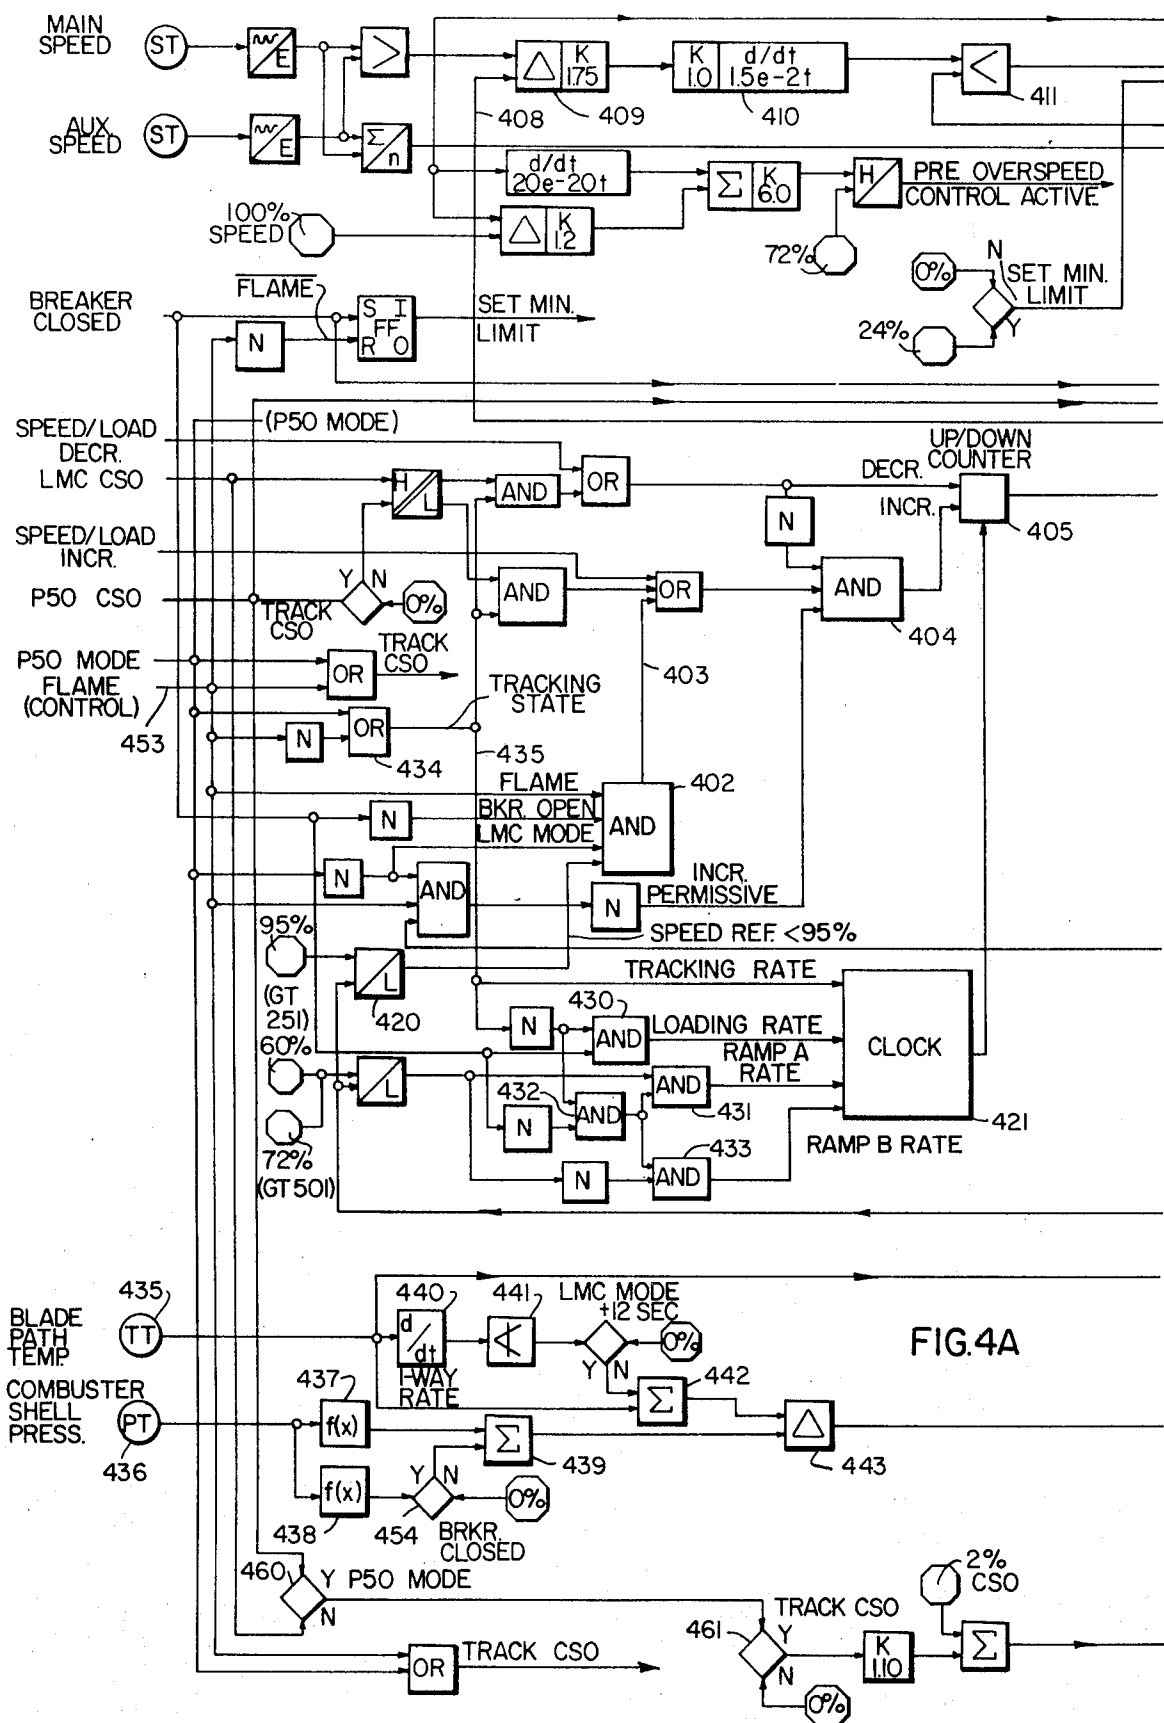 MAIN
SPEED
ST
E
>
△
K
1.75
K
1.0
d/dt
1.5e-2t
<
411
408
409
410
AUX.
SPEED
ST
E
Σ
n
d/dt
20e-20t
Σ
K
6.0
H
PRE OVERSPEED
CONTROL ACTIVE
100%
SPEED
△
K
1.2
72%
0%
N
SET MIN.
LIMIT
Y
24%
BREAKER
CLOSED
FLAME
S I
FF
R O
SET MIN.
LIMIT
N
(P50 MODE)
SPEED/LOAD
DECR.
LMC CSO
H
L
AND
OR
UP/DOWN
COUNTER
DECR.
INCR.
405
N
SPEED/LOAD
INCR.
AND
OR
AND
404
P50 CSO
Y N
0%
TRACK
CSO
403
P50 MODE
FLAME
(CONTROL)
453
OR
TRACK
CSO
TRACKING
STATE
N
OR
434
435
402
FLAME
BKR. OPEN
LMC MODE
AND
N
N
AND
N
INCR.
PERMISSIVE
95%
SPEED REF. <95%
L
420
(GT
251)
TRACKING RATE
430
N
AND
LOADING RATE
CLOCK
421
60%
L
RAMP A
RATE
432
AND
AND
431
N
433
72%
(GT501)
N
AND
RAMP B RATE
435
BLADE
PATH
TEMP.
TT
440
d
dt
1-WAY
RATE
441
LMC MODE
+12 SEC
0%
Y
N
FIG.4A
442
Σ
COMBUSTER
SHELL
PRESS.
PT
436
437
f(x)
Σ
439
△
443
f(x)
438
Y N
0%
454
BRKR.
CLOSED
460
Y P50 MODE
N
2%
CSO
TRACK CSO
461
Y
N
K
1.10
Σ
OR
TRACK CSO
0%